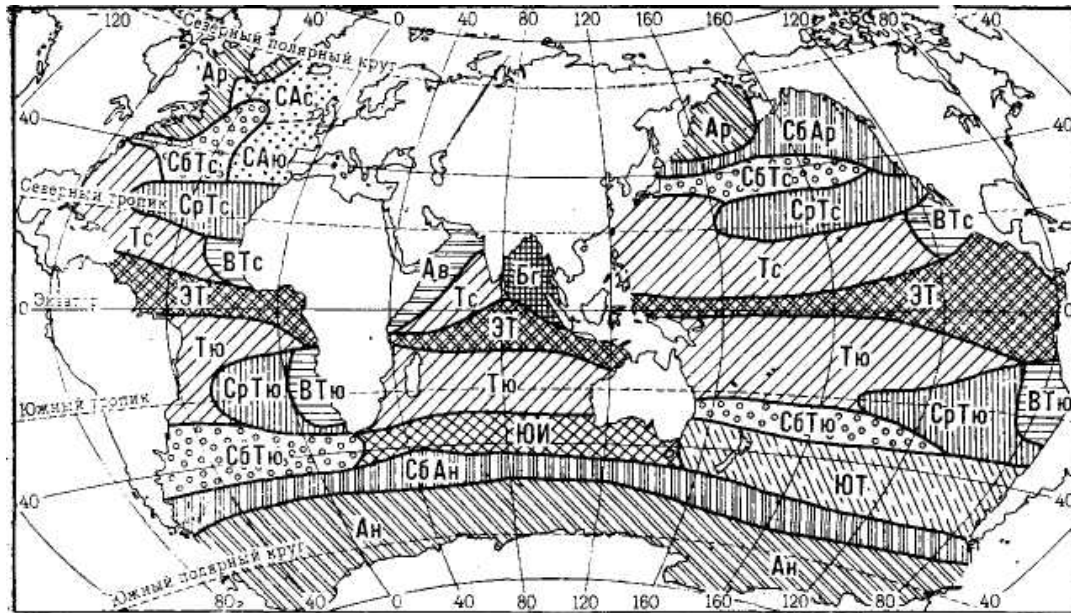 120 80 40 0 40 80 120 160 160 120 120 80 40
Северный полярный круг
Ар
САс
40
Ар
СбАр
40
СбТс
САю
СбТс
Северный тропик
СрТс
СрТс
Тс
ВТс
Ав
Тс
Бг
Тс
ВТс
Экватор
0
ЭТ
ЭТ
ЭТ
0
Тю
Тю
Тю
СрТю
ВТю
СрТю
ВТю
Южный тропик
СбТю
ЮИ
СбТю
СбАн
ЮТ
40
40
Ан
Ан
Южный полярный круг
80 40 0 40 80 120 160 160 120 80 40